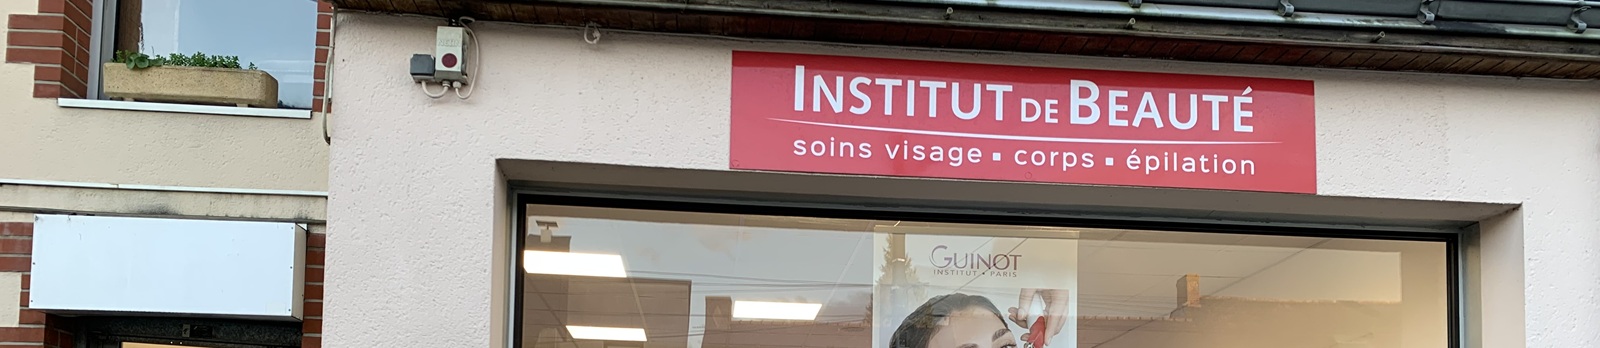 INSTITUT DE BEAUTÉ
soins visage ▪ corps ▪ épilation
GUINOT
INSTITUT • PARIS